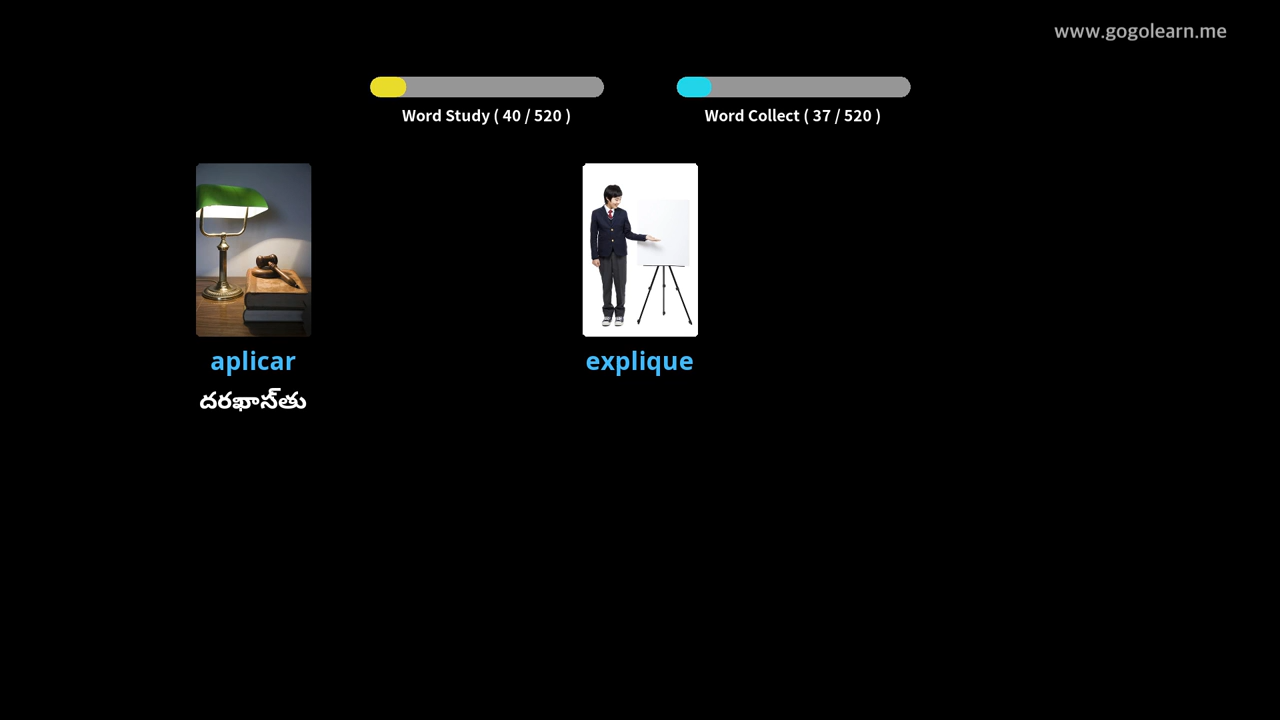 www.gogolearn.me
Word Study ( 40 / 520 )
Word Collect ( 37 / 520 )
aplicar
explique
దరఖాస్‌తు